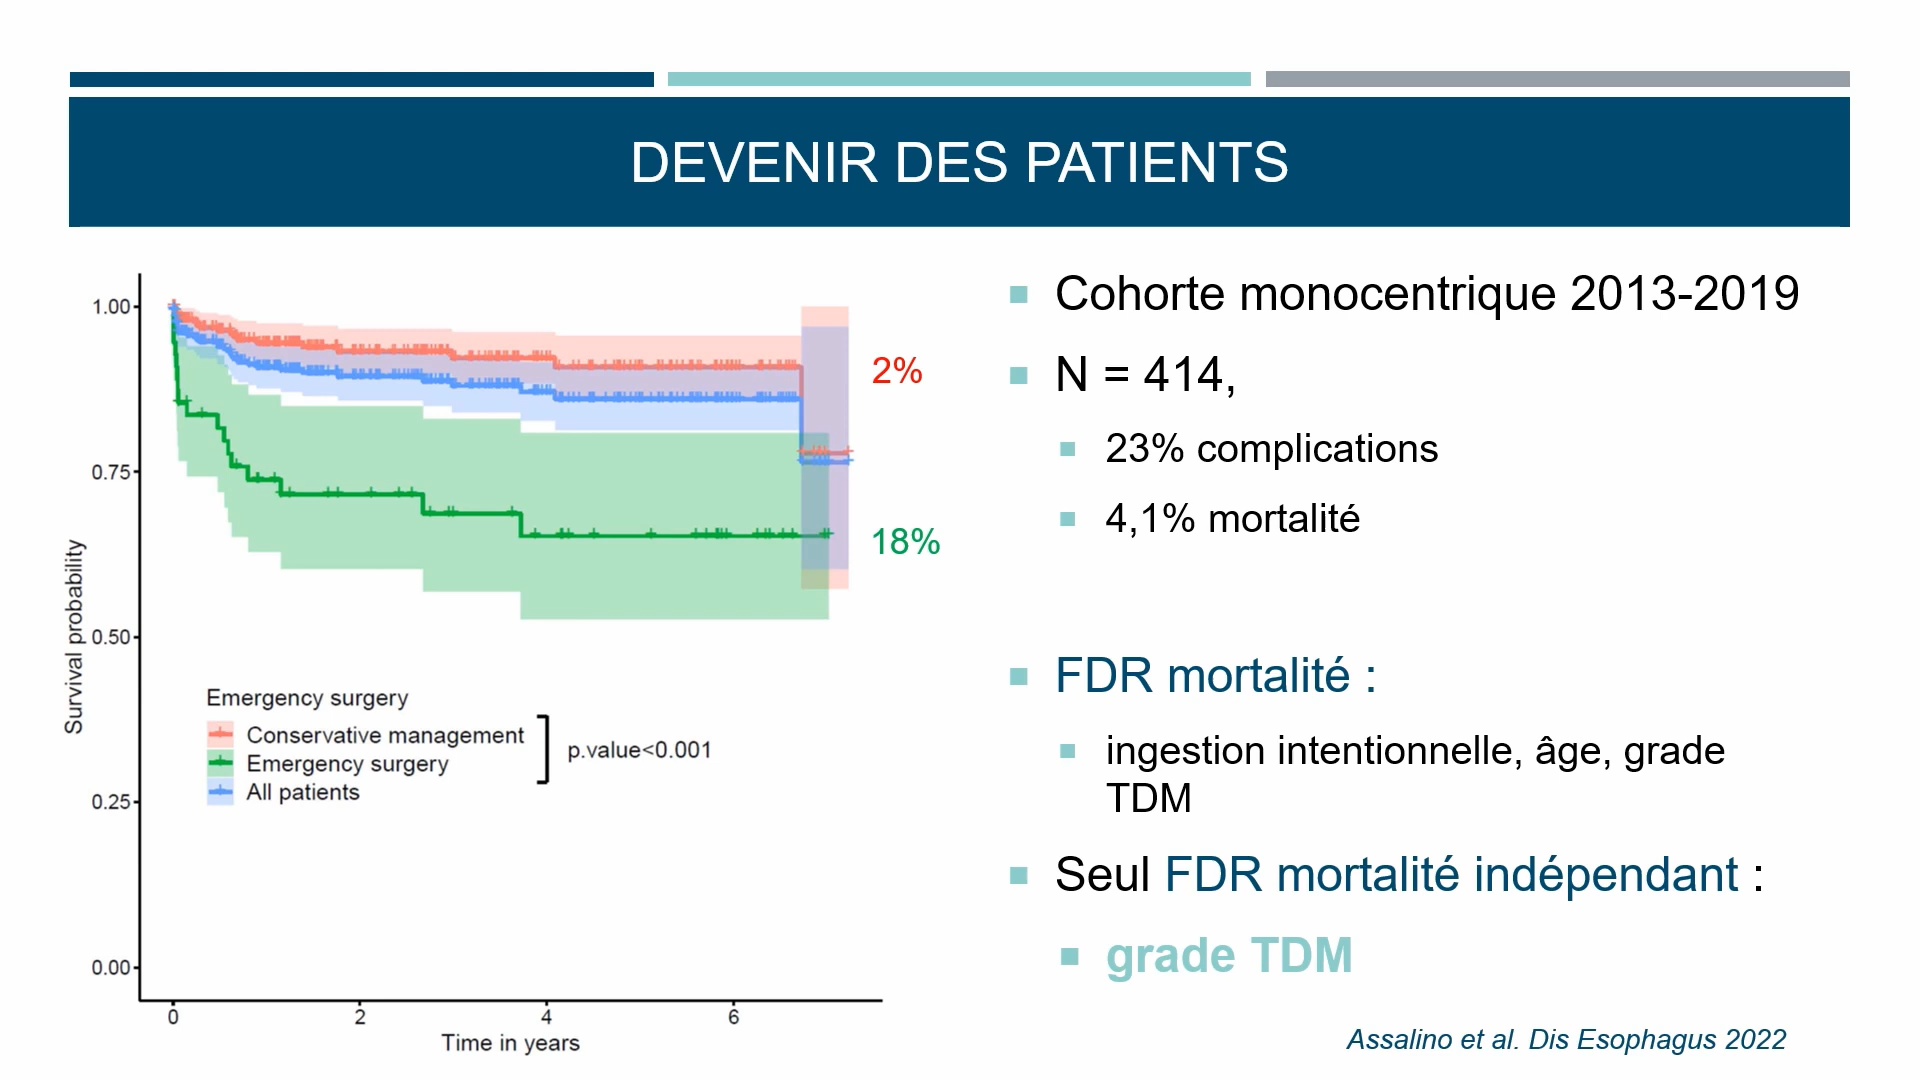 DEVENIR DES PATIENTS
1.00
0.75
0.50
0.25
0.00
Survival probability
0
2
4
6
Time in years
2%
18%
Emergency surgery
Conservative management
Emergency surgery
All patients
p.value<0.001
Cohorte monocentrique 2013-2019
N = 414,
23% complications
4,1% mortalité
FDR mortalité :
ingestion intentionnelle, âge, grade
TDM
Seul FDR mortalité indépendant :
grade TDM
Assalino et al. Dis Esophagus 2022